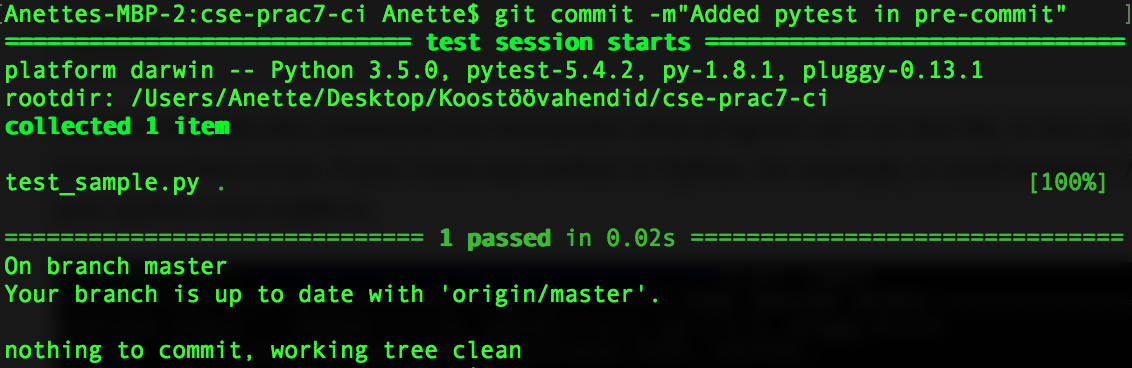 [Anettes-MBP-2:cse-prac7-ci Anette$ git commit -m"Added pytest in pre-commit" ]
============================= test session starts ==============================
platform darwin -- Python 3.5.0, pytest-5.4.2, py-1.8.1, pluggy-0.13.1
rootdir: /Users/Anette/Desktop/Koostöövahendid/cse-prac7-ci
collected 1 item
test_sample.py . [100%]
============================== 1 passed in 0.02s ===============================
On branch master
Your branch is up to date with 'origin/master'.
nothing to commit, working tree clean